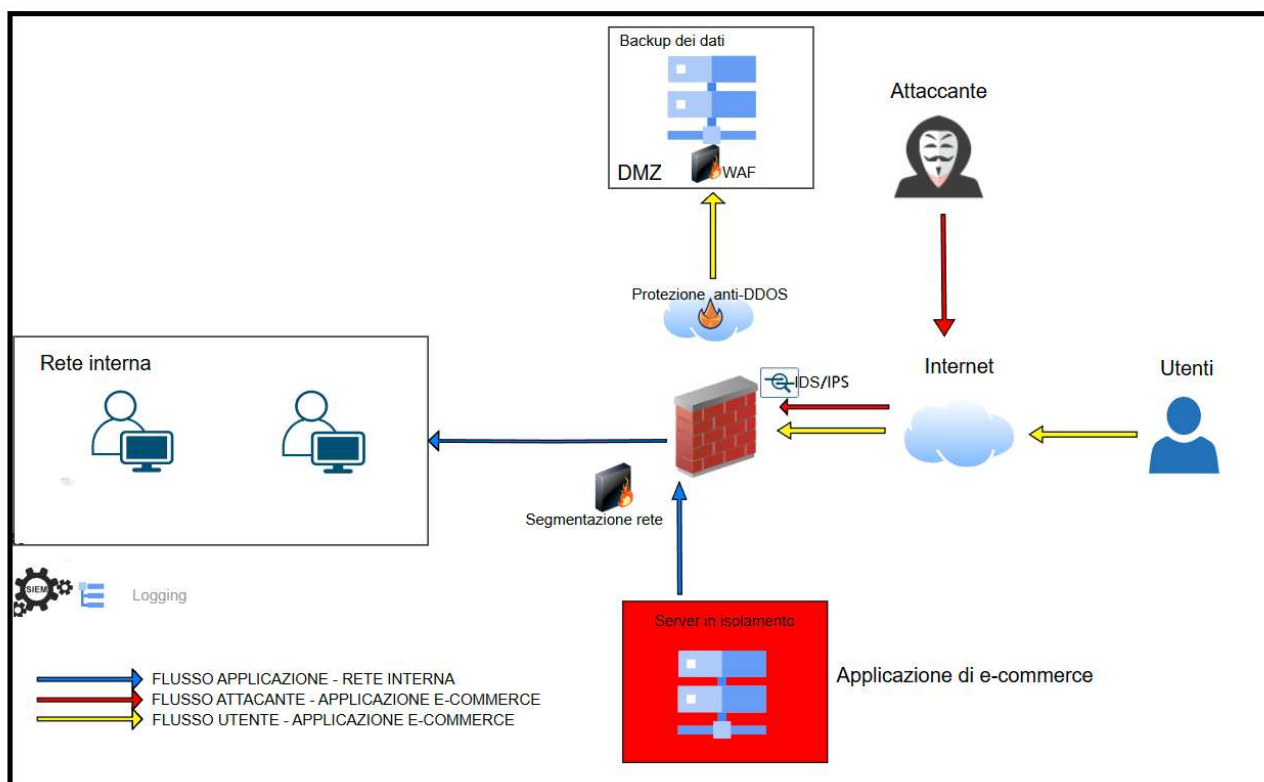 Backup dei dati
DMZ
WAF
Attaccante
Protezione anti-DDOS
Rete interna
IDS/IPS
Internet
Utenti
Segmentazione rete
SIEM
Logging
Server in isolamento
Applicazione di e-commerce
FLUSSO APPLICAZIONE - RETE INTERNA
FLUSSO ATTACANTE - APPLICAZIONE E-COMMERCE
FLUSSO UTENTE - APPLICAZIONE E-COMMERCE